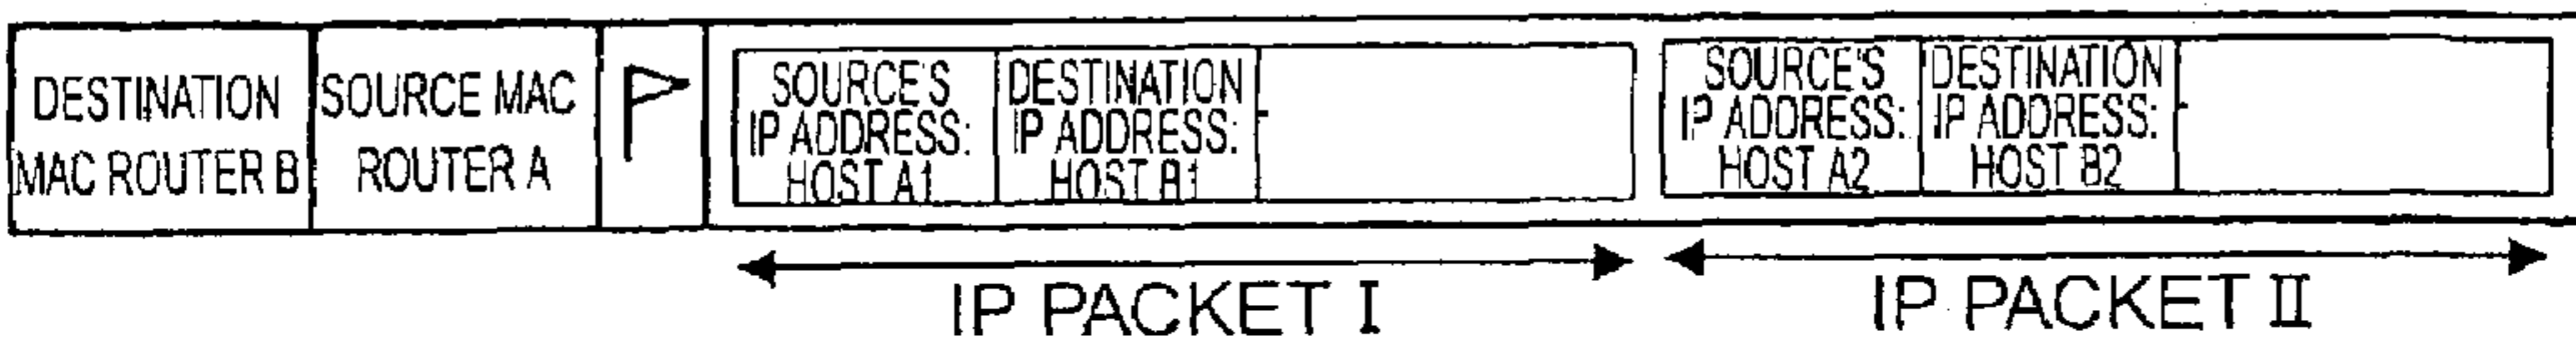 DESTINATION
MAC ROUTER B
SOURCE MAC
ROUTER A
SOURCE'S
IP ADDRESS:
HOST A1
DESTINATION
IP ADDRESS:
HOST B1
SOURCE'S
IP ADDRESS:
HOST A2
DESTINATION
IP ADDRESS:
HOST B2
IP PACKET I
IP PACKET II